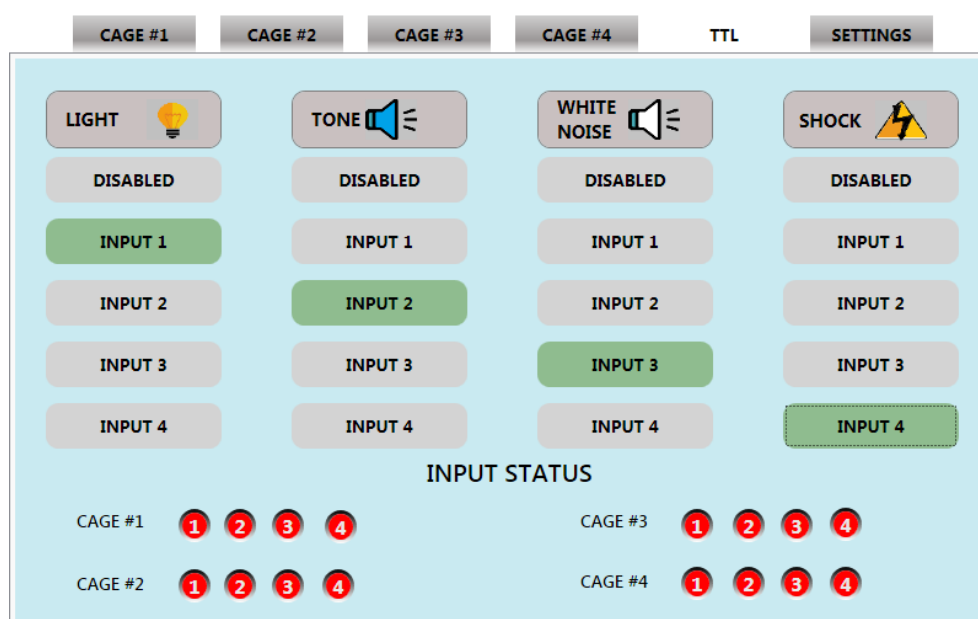 CAGE #1 CAGE #2 CAGE #3 CAGE #4 TTL SETTINGS
LIGHT TONE WHITE NOISE SHOCK
DISABLED DISABLED DISABLED DISABLED
INPUT 1 INPUT 1 INPUT 1 INPUT 1
INPUT 2 INPUT 2 INPUT 2 INPUT 2
INPUT 3 INPUT 3 INPUT 3 INPUT 3
INPUT 4 INPUT 4 INPUT 4 INPUT 4
INPUT STATUS
CAGE #1 1 2 3 4 CAGE #3 1 2 3 4
CAGE #2 1 2 3 4 CAGE #4 1 2 3 4